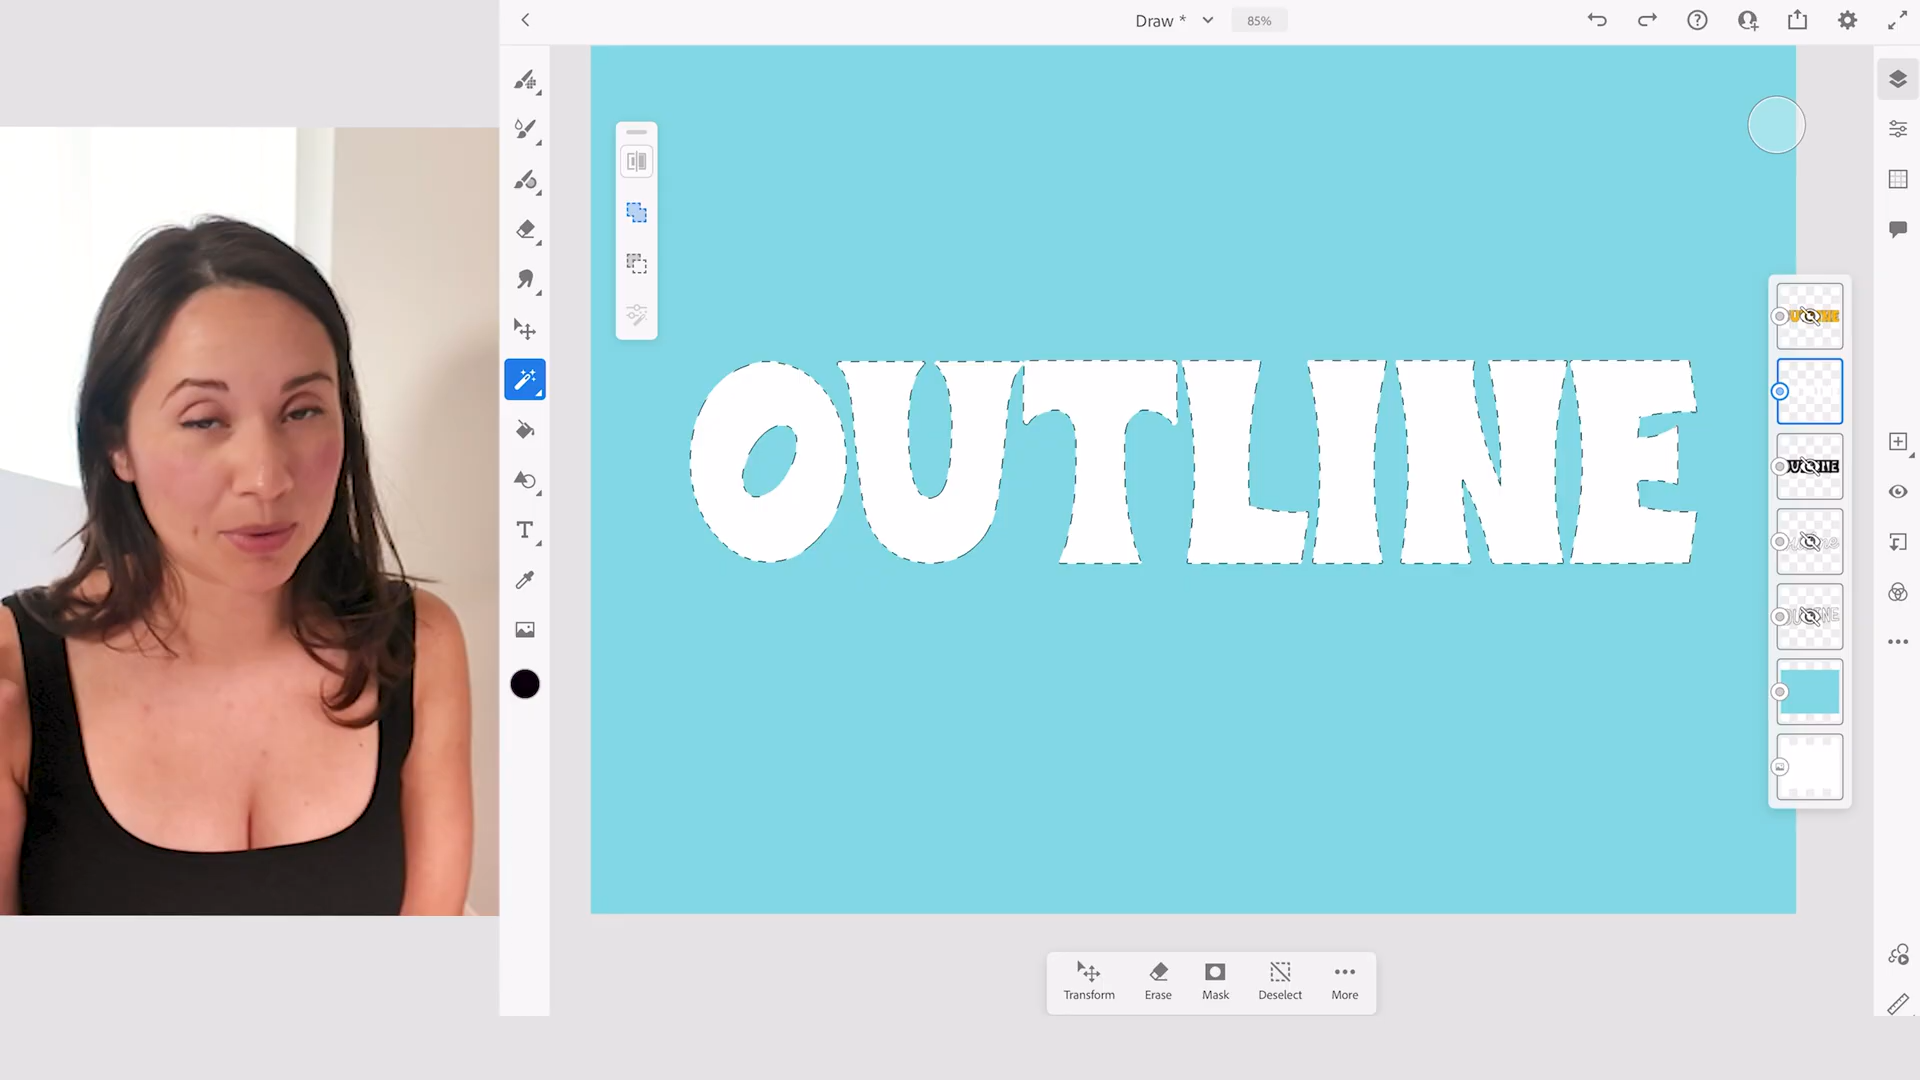 Draw *
85%
OUTLINE
Transform
Erase
Mask
Deselect
More